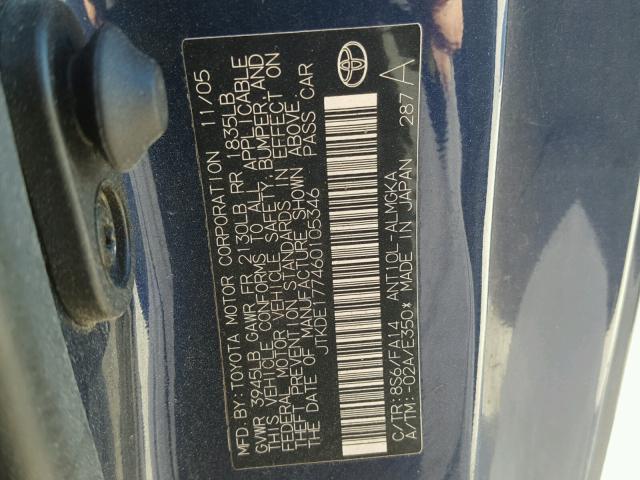 MFD.BY:TOYOTA MOTOR CORPORATION 11/05
GVWR 3945LB GAWR FR 2130LB RR 1835LB
THIS VEHICLE CONFORMS TO ALL APPLICABLE
FEDERAL MOTOR VEHICLE SAFETY, BUMPER, AND
THEFT PREVENTION STANDARDS IN EFFECT ON
THE DATE OF MANUFACTURE SHOWN ABOVE
JTKDE177460105346 PASS CAR
C/TR:8S6/FA14 ANT10L-ALMGKA
A/TM:-02A/E350* MADE IN JAPAN 287 A